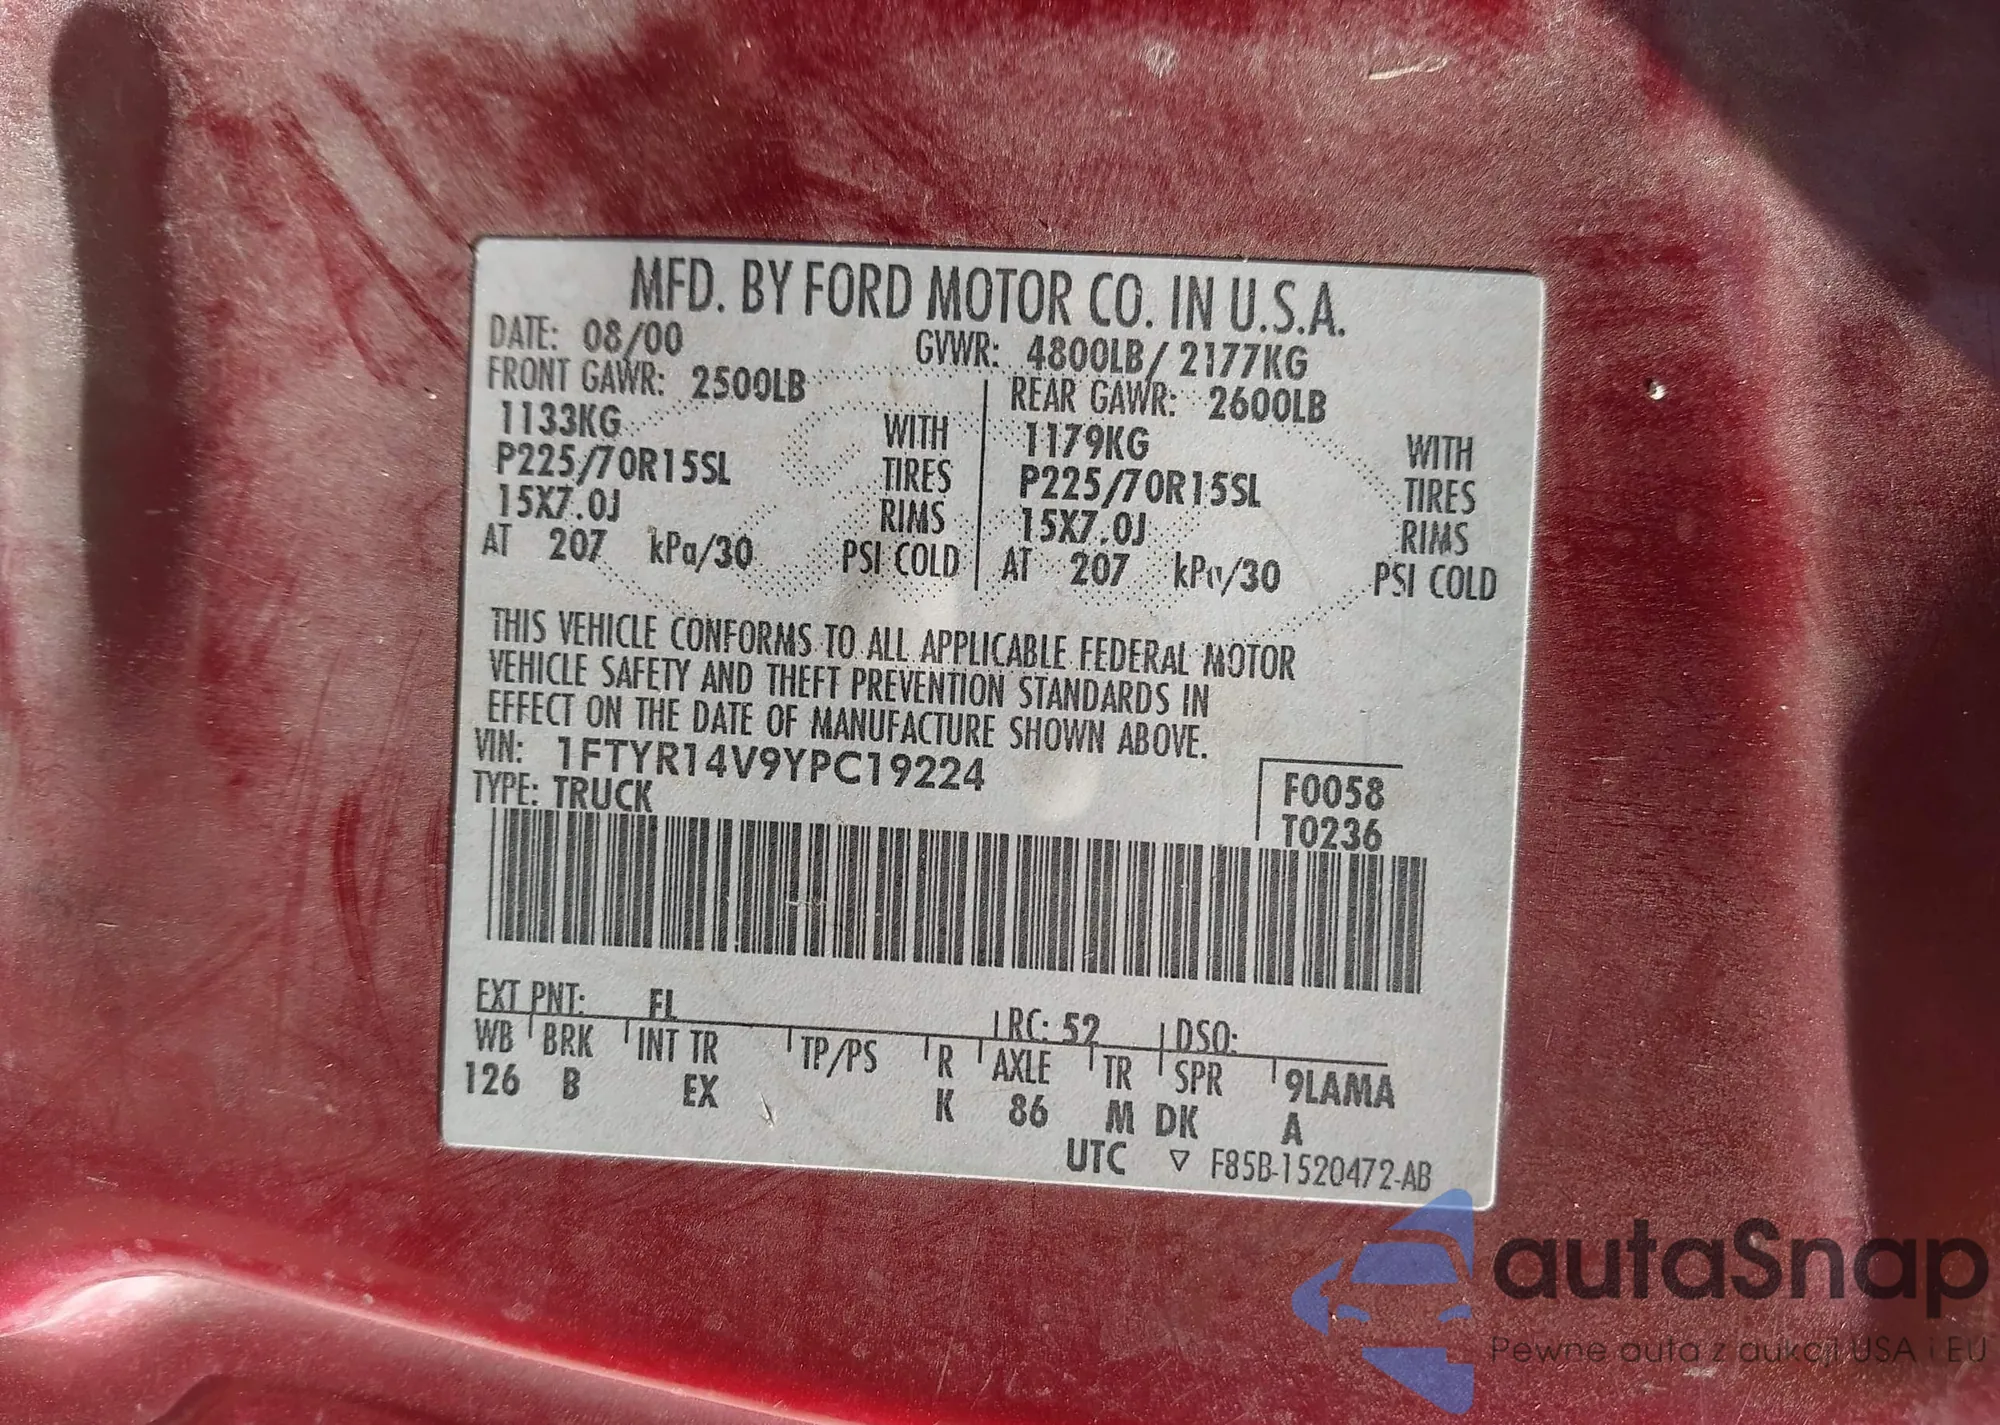 MFD. BY FORD MOTOR CO. IN U.S.A.
DATE: 08/00 GVWR: 4800LB/ 2177KG
FRONT GAWR: 2500LB REAR GAWR: 2600LB
1133KG WITH 1179KG WITH
P225/70R15SL TIRES P225/70R15SL TIRES
15X7.0J RIMS 15X7.0J RIMS
AT 207 kPa/30 PSI COLD AT 207 kPa/30 PSI COLD
THIS VEHICLE CONFORMS TO ALL APPLICABLE FEDERAL MOTOR
VEHICLE SAFETY AND THEFT PREVENTION STANDARDS IN
EFFECT ON THE DATE OF MANUFACTURE SHOWN ABOVE.
VIN: 1FTYR14V9YPC19224
TYPE: TRUCK
F0058
T0236
EXT PNT: FL RC: 52 DSO:
WB BRK INT TR TP/PS R AXLE TR SPR 9LAMA
126 B EX K 86 M DK A
UTC ▽ F85B-1520472-AB
autaSnap
Pewne auta z aukcji USA i EU